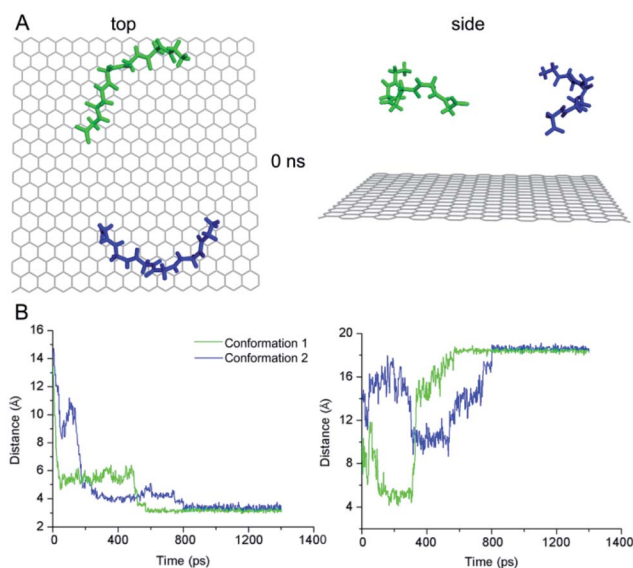 A
top
side
0 ns
B
16
14
12
10
8
6
4
2
Distance (Å)
0 400 800 1200 1400
Time (ps)
Conformation 1
Conformation 2
20
16
12
8
4
Distance (Å)
0 400 800 1200 1400
Time (ps)